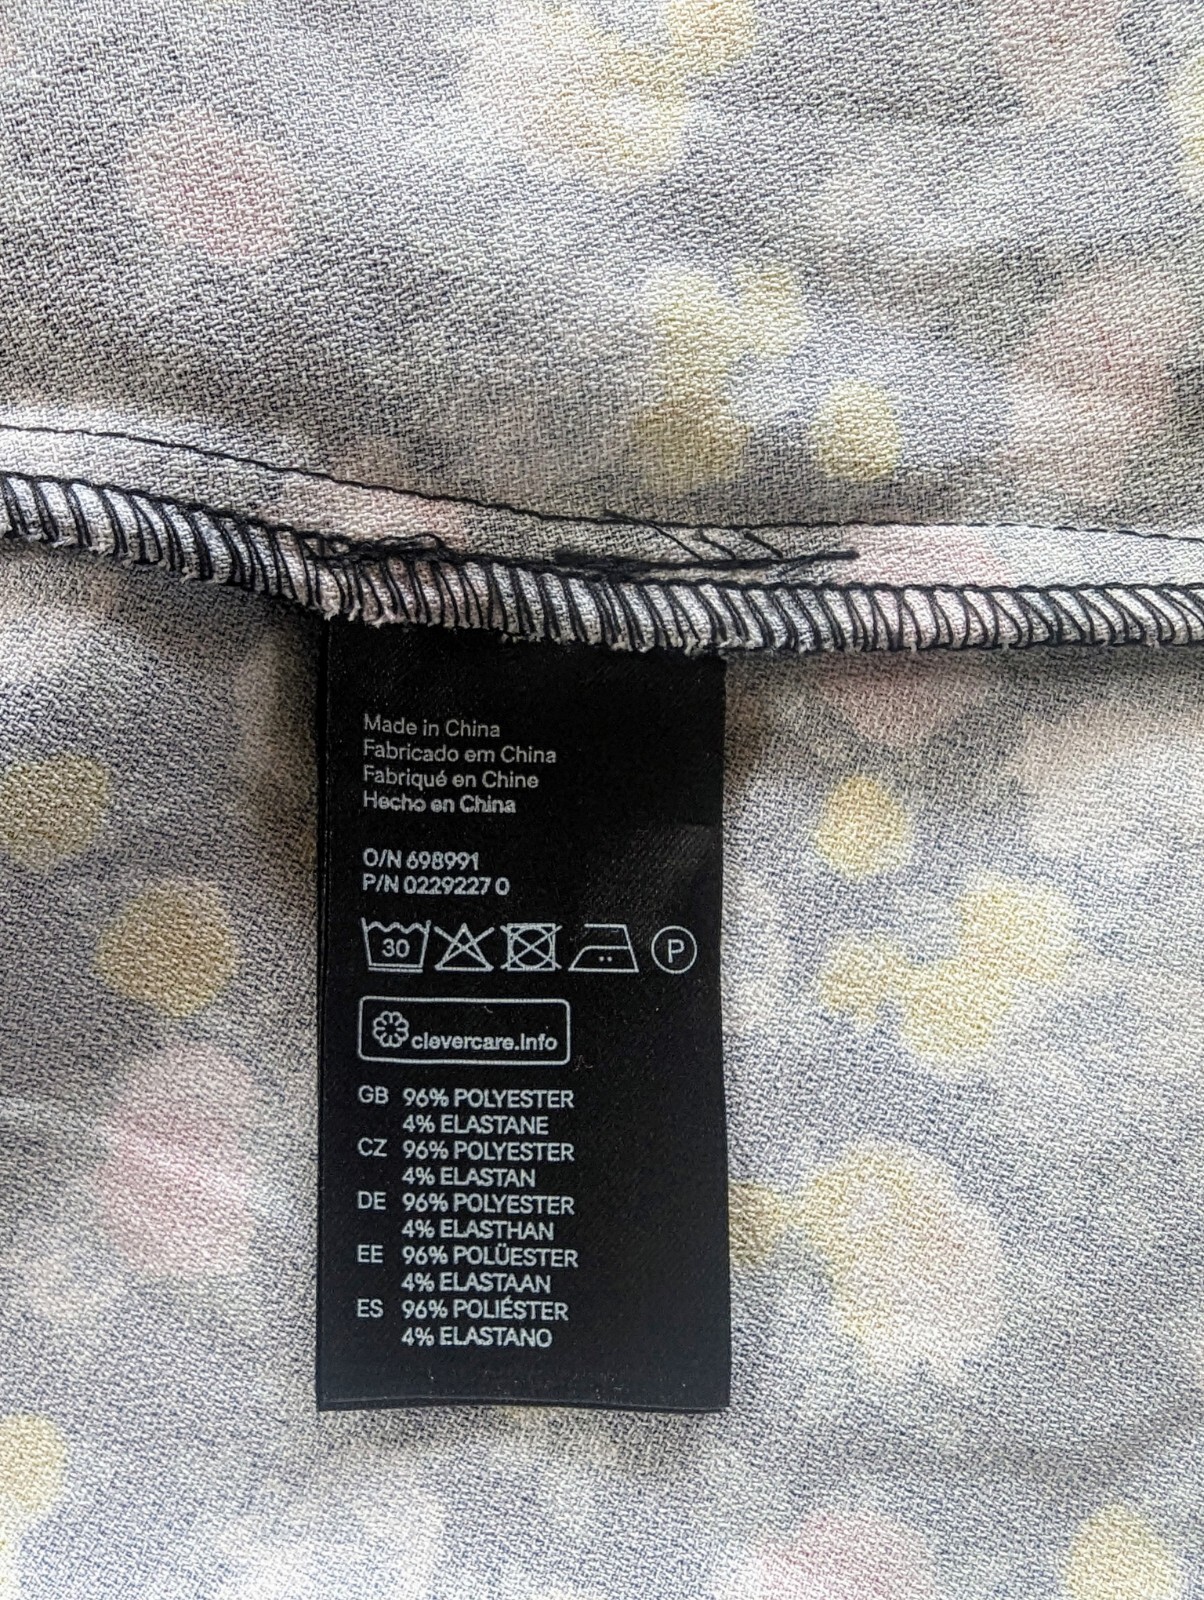 Made in China
Fabricado em China
Fabriqué en Chine
Hecho en China
O/N 698991
P/N 0229227 0
30 P
clevercare.info
GB 96% POLYESTER
4% ELASTANE
CZ 96% POLYESTER
4% ELASTAN
DE 96% POLYESTER
4% ELASTHAN
EE 96% POLÜESTER
4% ELASTAAN
ES 96% POLIÉSTER
4% ELASTANO